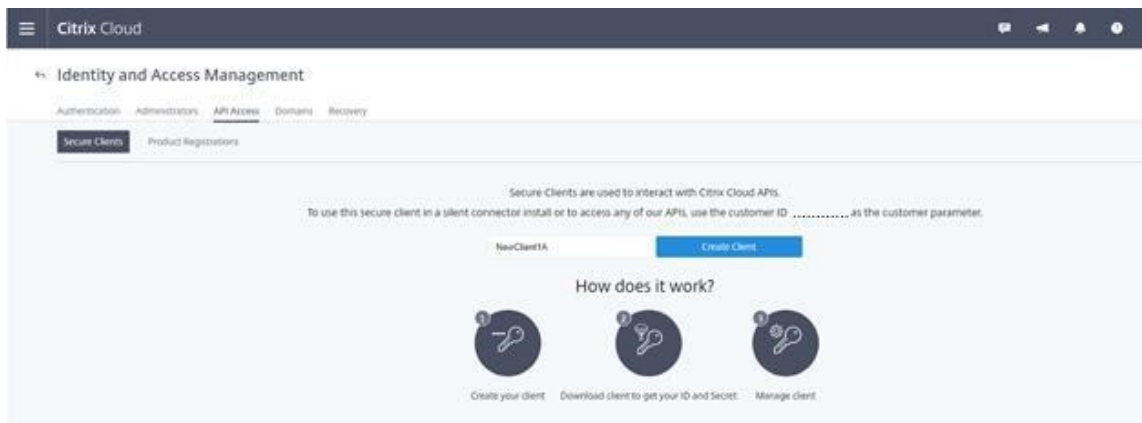 Citrix Cloud
Identity and Access Management
Authentication Administrators API Access Domains Recovery
Secure Clients Product Registrations
Secure Clients are used to interact with Citrix Cloud APIs.
To use this secure client in a silent connector install or to access any of our APIs, use the customer ID ............ as the customer parameter.
NewClient1A Create Client
How does it work?
1 2 3
Create your client Download client to get your ID and Secret Manage client